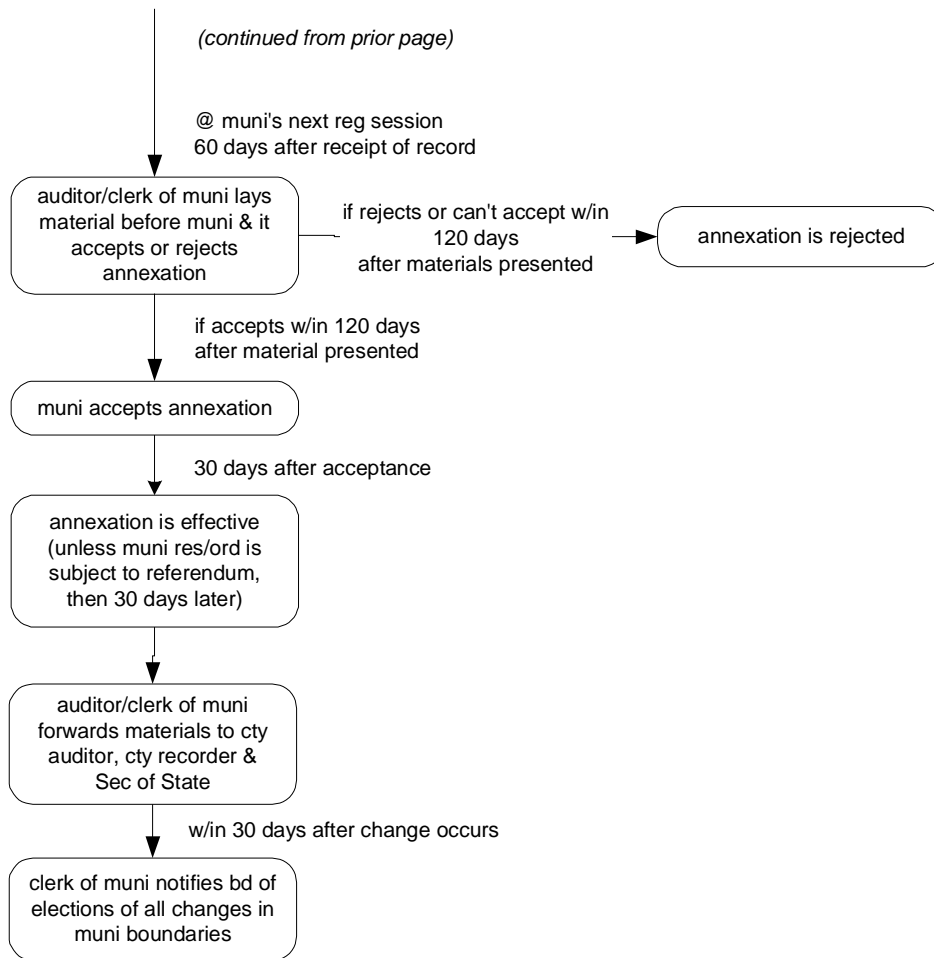 (continued from prior page)
@ muni's next reg session
60 days after receipt of record
auditor/clerk of muni lays
material before muni & it
accepts or rejects
annexation
if rejects or can't accept w/in
120 days
after materials presented
annexation is rejected
if accepts w/in 120 days
after material presented
muni accepts annexation
30 days after acceptance
annexation is effective
(unless muni res/ord is
subject to referendum,
then 30 days later)
auditor/clerk of muni
forwards materials to cty
auditor, cty recorder &
Sec of State
w/in 30 days after change occurs
clerk of muni notifies bd of
elections of all changes in
muni boundaries